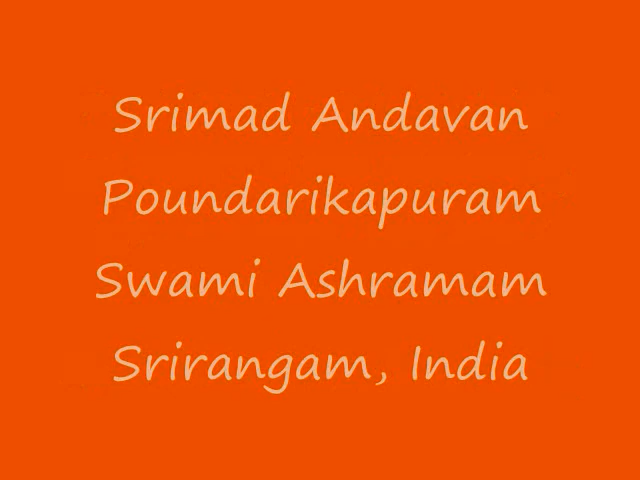 Srimad Andavan
Poundarikapuram
Swami Ashramam
Srirangam, India